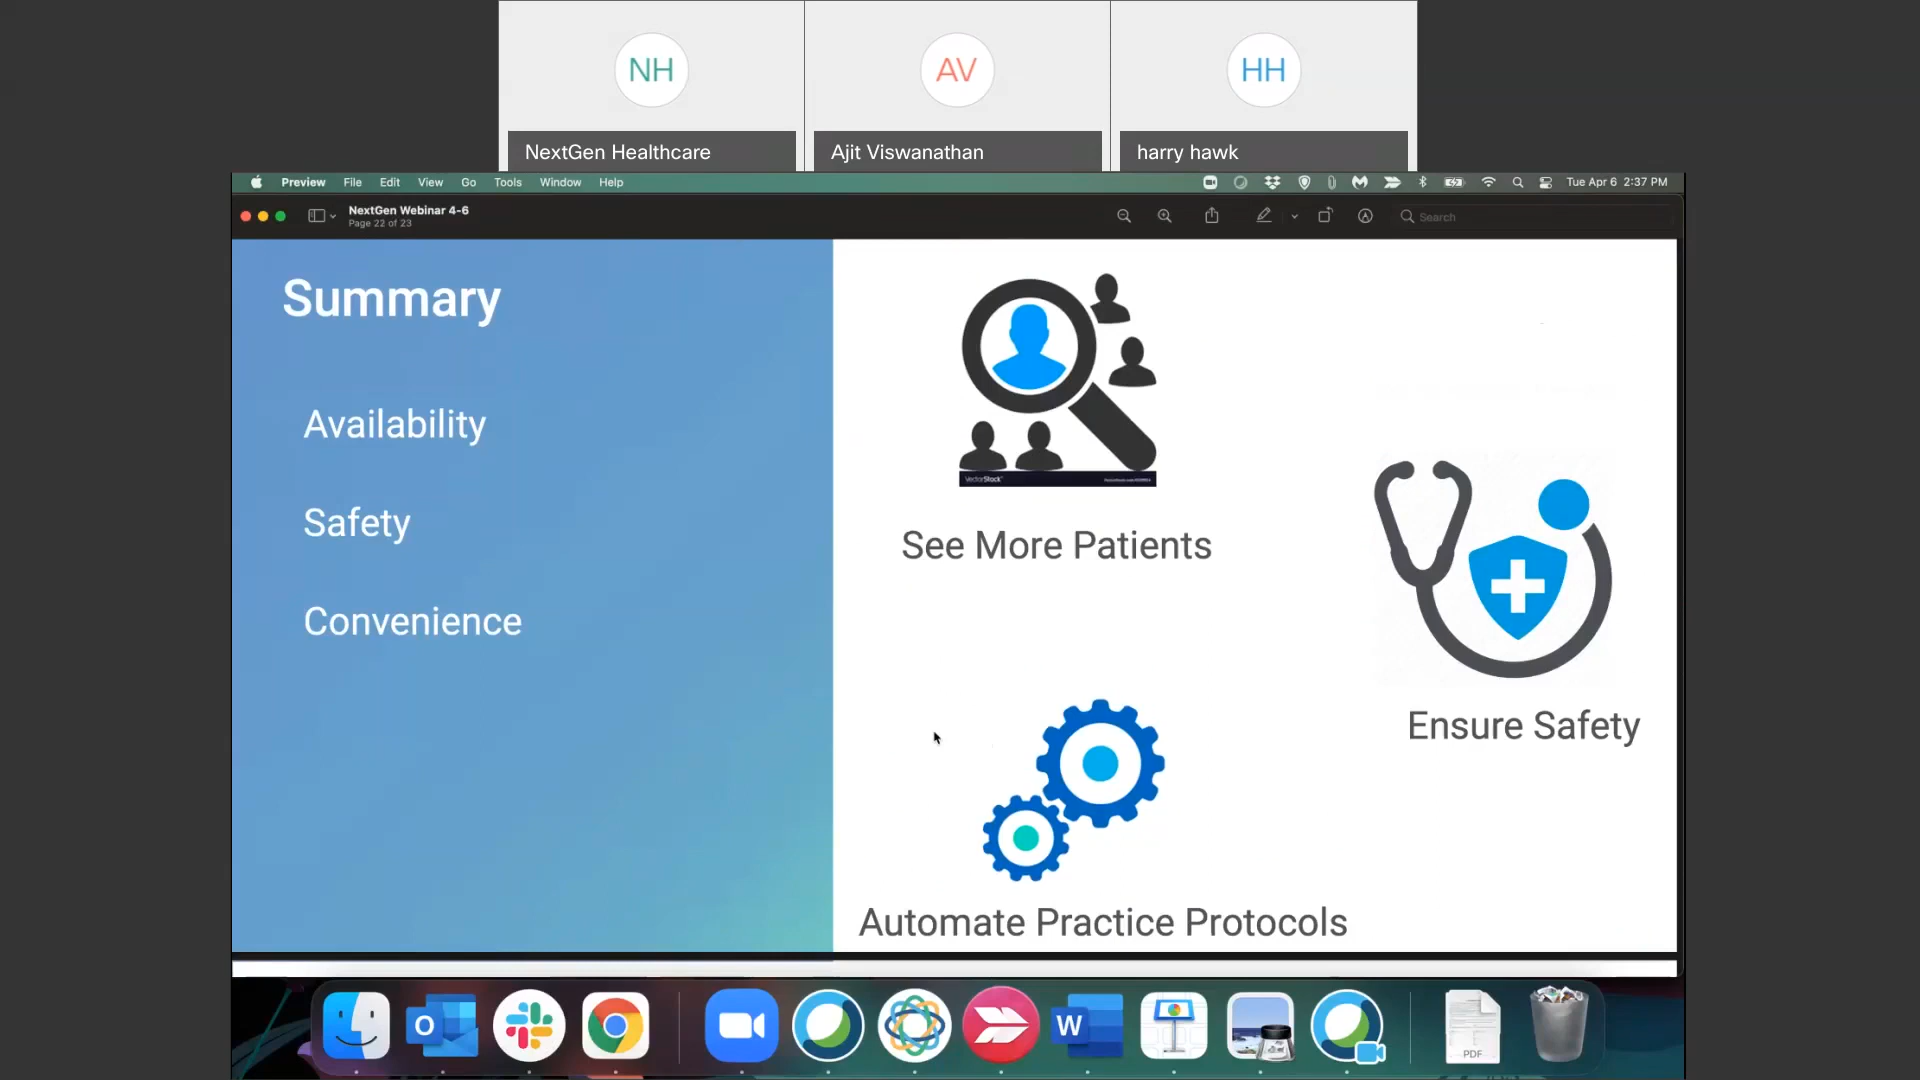 NH
AV
HH
NextGen Healthcare
Ajit Viswanathan
harry hawk
Preview File Edit View Go Tools Window Help
Tue Apr 6 2:37 PM
NextGen Webinar 4-6
Page 22 of 23
Search
Summary
Availability
Safety
Convenience
VectorStock
See More Patients
Ensure Safety
Automate Practice Protocols
O
W
PDF